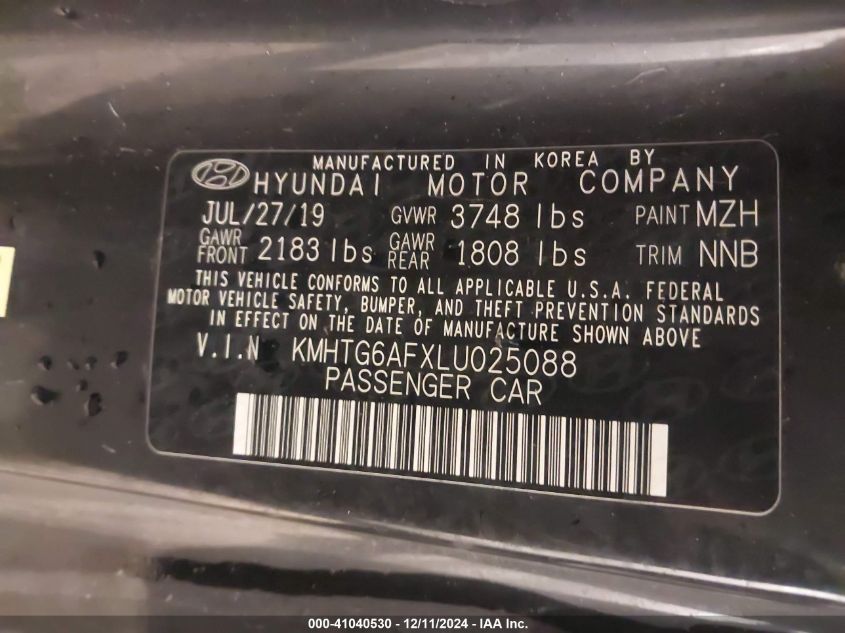 MANUFACTURED IN KOREA BY
HYUNDAI MOTOR COMPANY
JUL/27/19 GVWR 3748 lbs PAINT MZH
GAWR FRONT 2183 lbs GAWR REAR 1808 lbs TRIM NNB
THIS VEHICLE CONFORMS TO ALL APPLICABLE U.S.A. FEDERAL
MOTOR VEHICLE SAFETY, BUMPER, AND THEFT PREVENTION STANDARDS
IN EFFECT ON THE DATE OF MANUFACTURE SHOWN ABOVE
V.I.N KMHTG6AFXLU025088
PASSENGER CAR
000-41040530 - 12/11/2024 - IAA Inc.